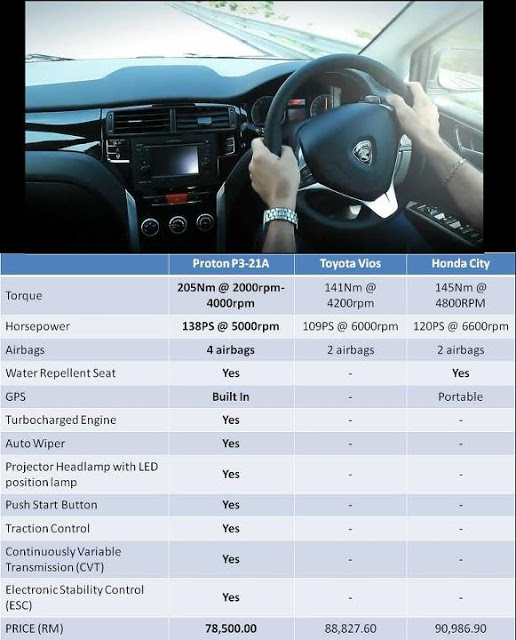 Proton P3-21A Toyota Vios Honda City
Torque 205Nm @ 2000rpm- 141Nm @ 145Nm @
4000rpm 4200rpm 4800RPM
Horsepower 138PS @ 5000rpm 109PS @ 6000rpm 120PS @ 6600rpm
Airbags 4 airbags 2 airbags 2 airbags
Water Repellent Seat Yes - Yes
GPS Built In - Portable
Turbocharged Engine Yes - -
Auto Wiper Yes - -
Projector Headlamp with LED
position lamp Yes - -
Push Start Button Yes - -
Traction Control Yes - -
Continuously Variable
Transmission (CVT) Yes - -
Electronic Stability Control
(ESC) Yes - -
PRICE (RM) 78,500.00 88,827.60 90,986.90